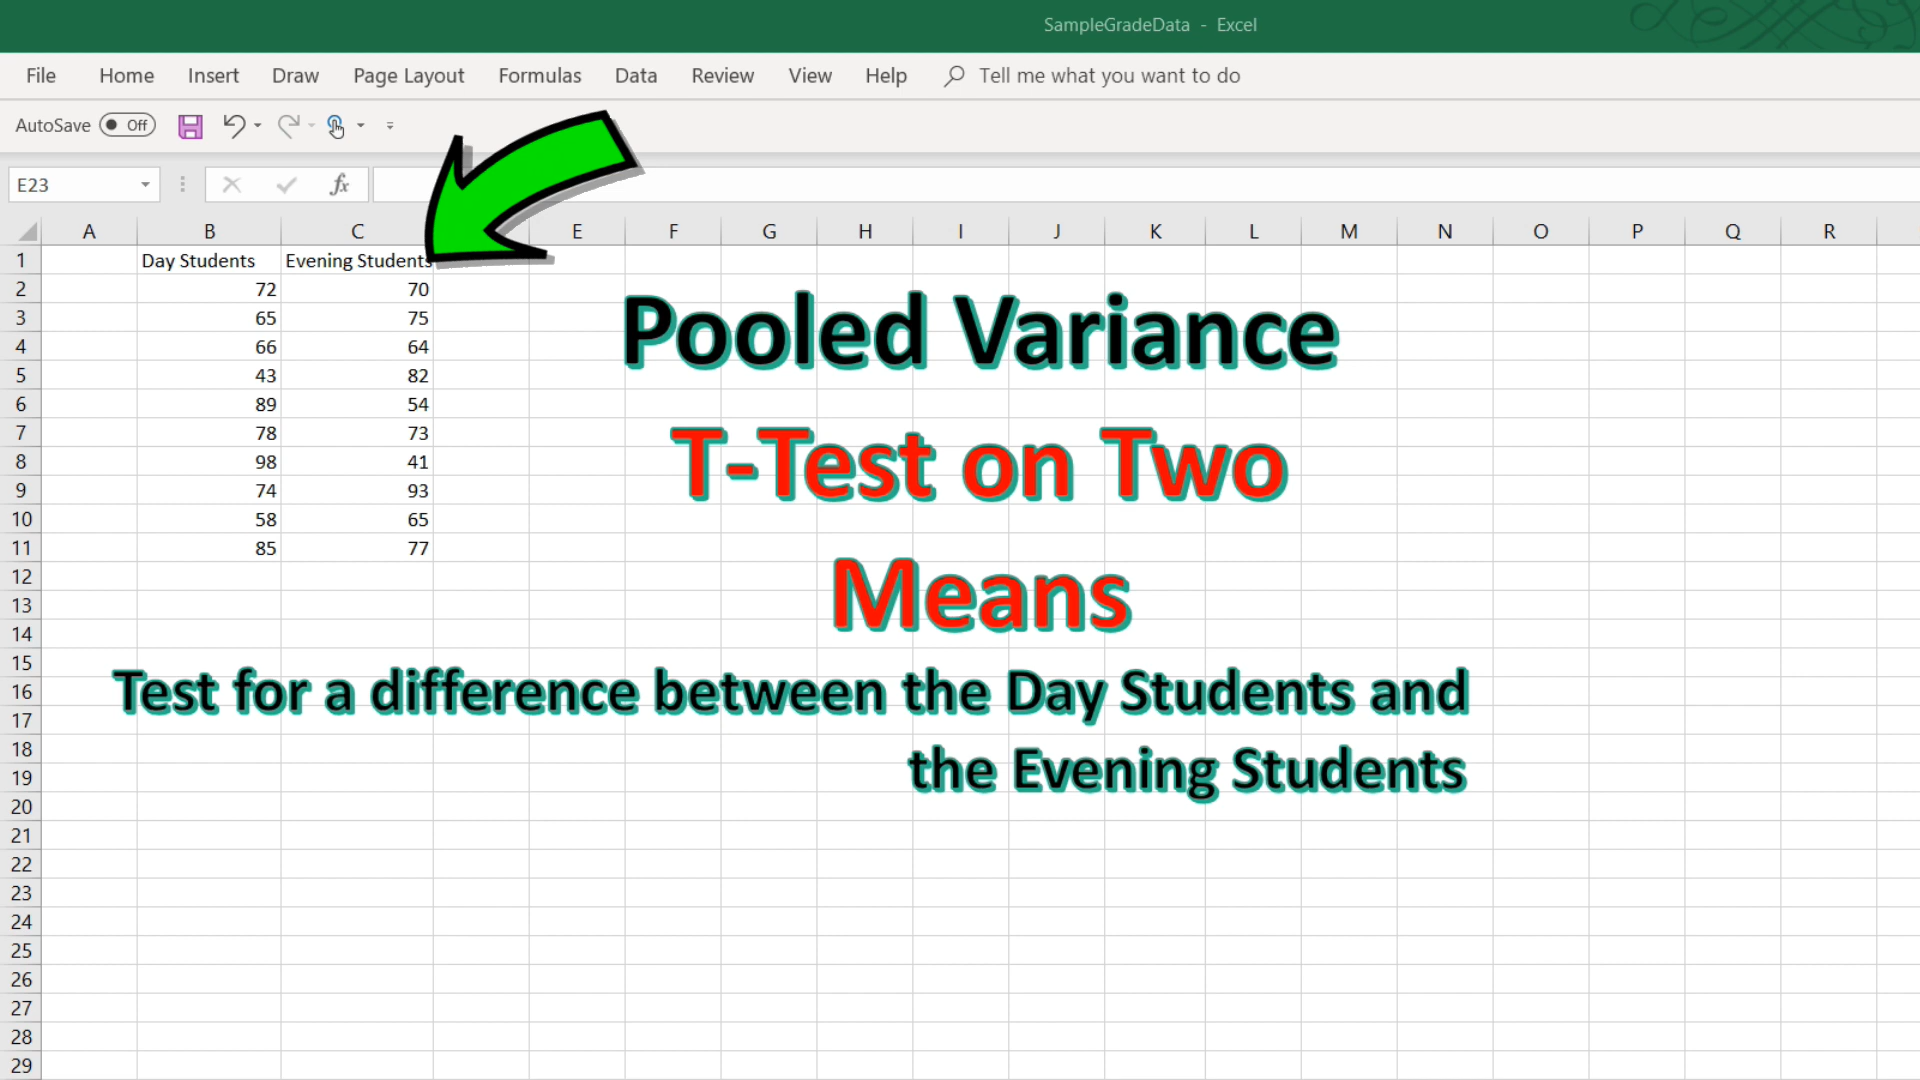 SampleGradeData - Excel
File Home Insert Draw Page Layout Formulas Data Review View Help Tell me what you want to do
AutoSave Off
E23 fx
A B C E F G H I J K L M N O P Q R
1 Day Students Evening Students
2 72 70
3 65 75
4 66 64
5 43 82
6 89 54
7 78 73
8 98 41
9 74 93
10 58 65
11 85 77
12
13
14
15
16
17
18
19
20
21
22
23
24
25
26
27
28
29
Pooled Variance
T-Test on Two
Means
Test for a difference between the Day Students and
the Evening Students